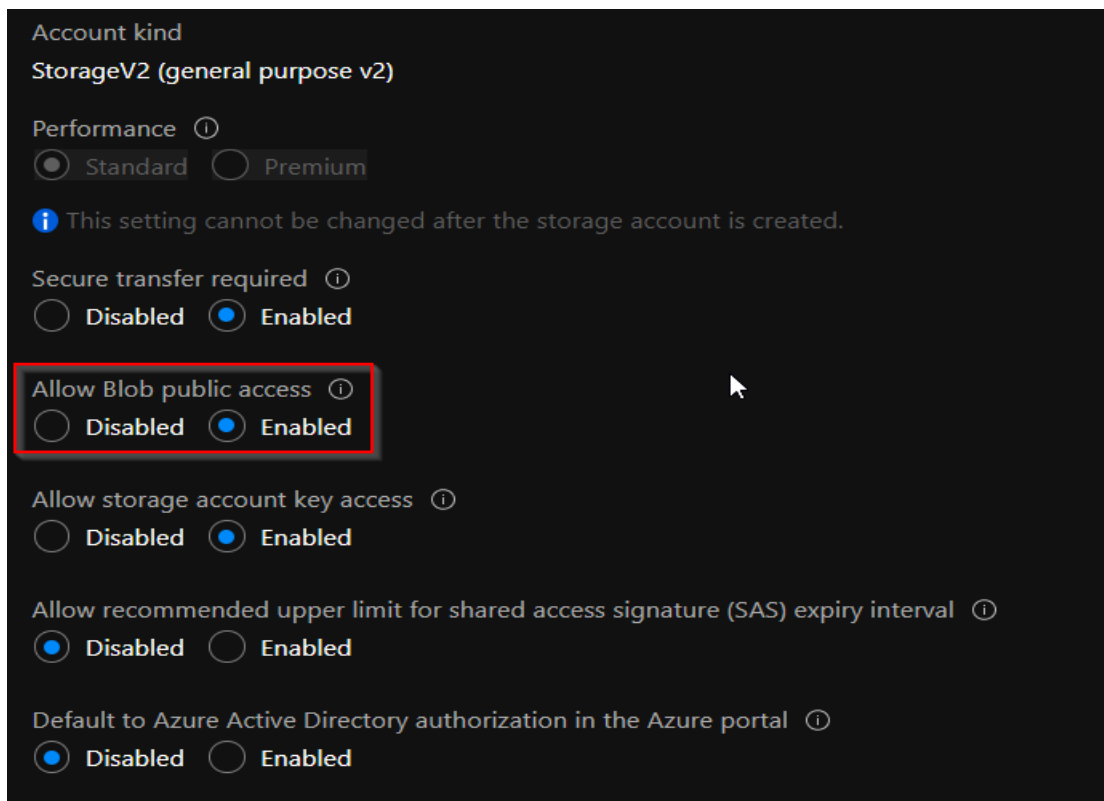 Account kind
StorageV2 (general purpose v2)
Performance
Standard Premium
This setting cannot be changed after the storage account is created.
Secure transfer required
Disabled Enabled
Allow Blob public access
Disabled Enabled
Allow storage account key access
Disabled Enabled
Allow recommended upper limit for shared access signature (SAS) expiry interval
Disabled Enabled
Default to Azure Active Directory authorization in the Azure portal
Disabled Enabled